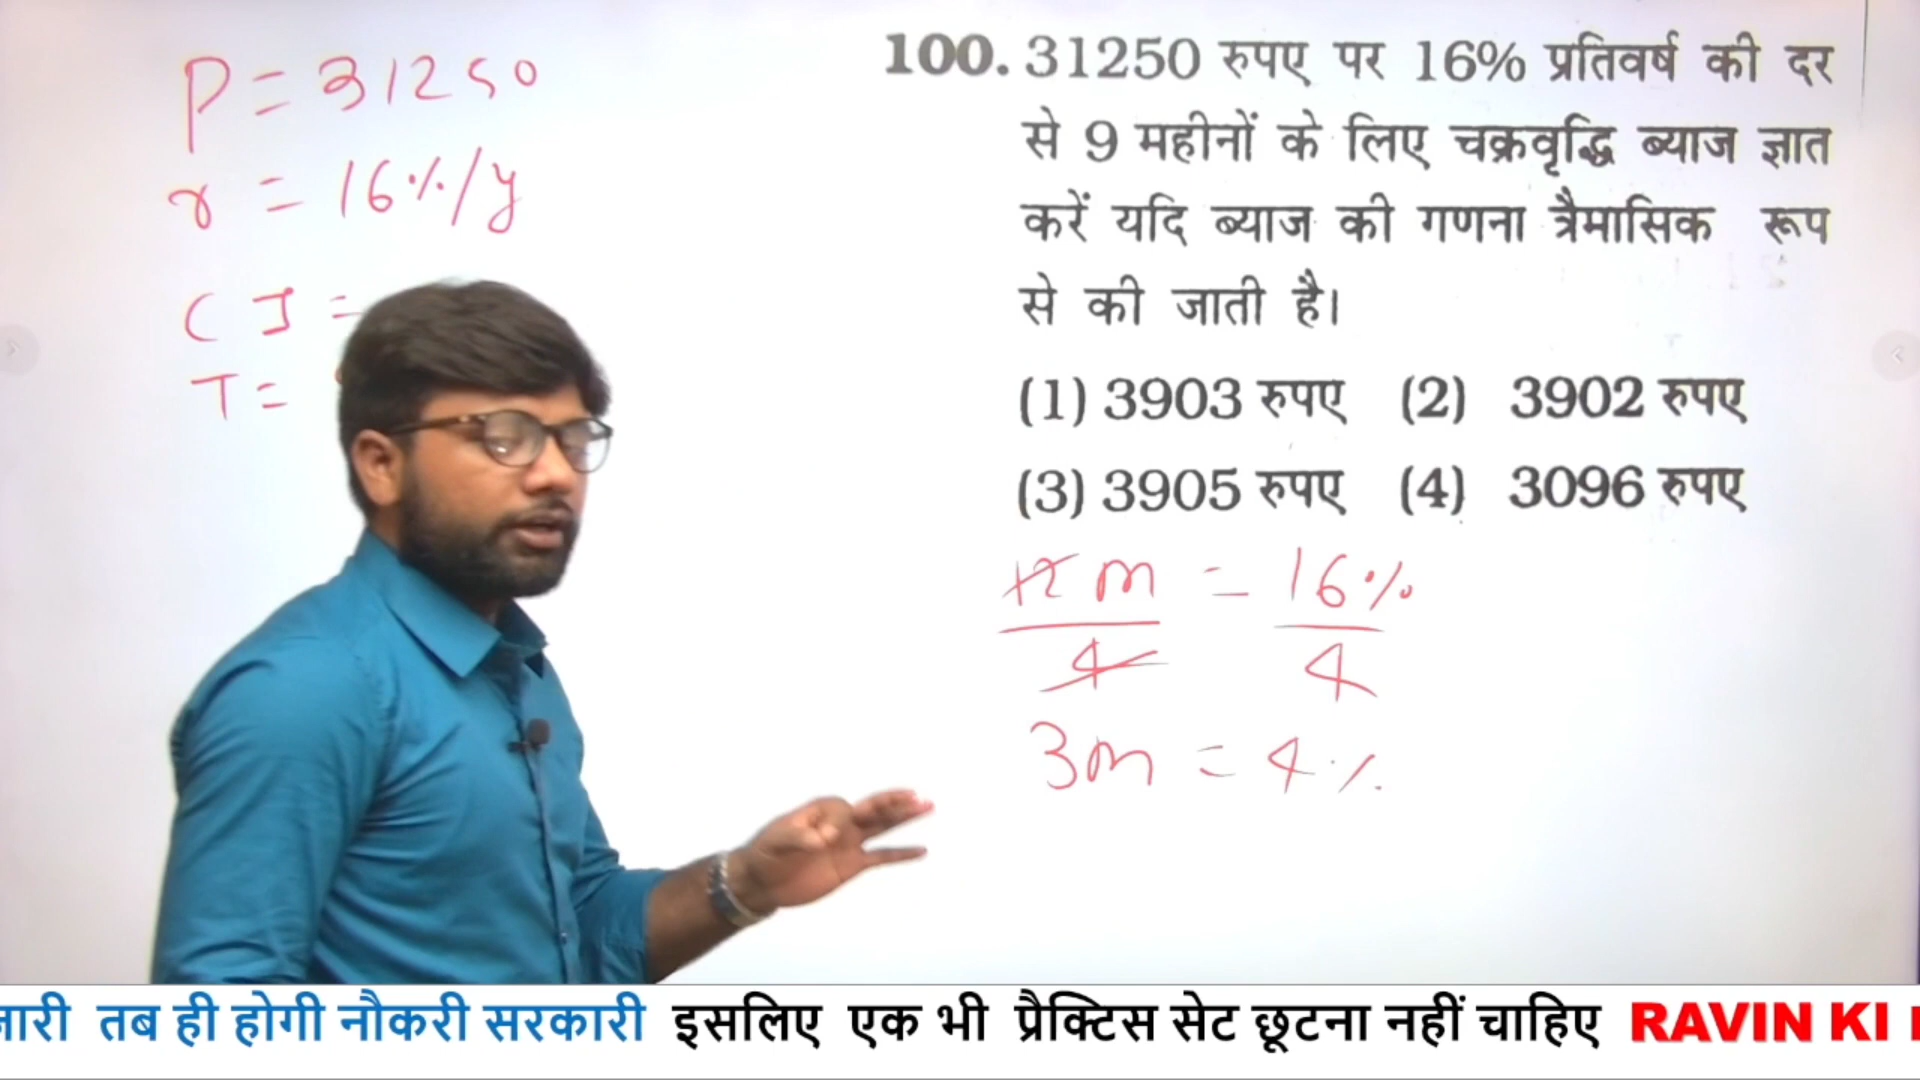 P = 31250
r = 16%/y
CI =
T =
100. 31250 रुपए पर 16% प्रतिवर्ष की दर
से 9 महीनों के लिए चक्रवृद्धि ब्याज ज्ञात
करें यदि ब्याज की गणना त्रैमासिक रूप
से की जाती है।
(1) 3903 रुपए (2) 3902 रुपए
(3) 3905 रुपए (4) 3096 रुपए
12 m = 16%
4 4
3m = 4%
तब ही होगी नौकरी सरकारी इसलिए एक भी प्रैक्टिस सेट छूटना नहीं चाहिए RAVIN KI